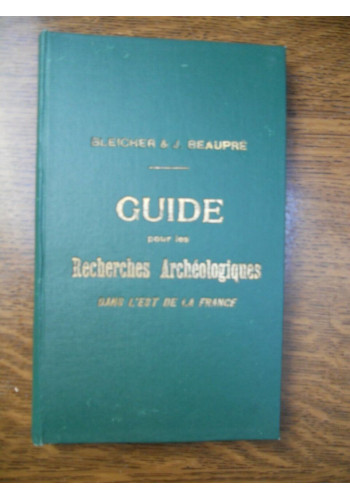 BLEICHER & J. BEAUPRÉ
GUIDE
pour les
Recherches Archéologiques
DANS L'EST DE LA FRANCE